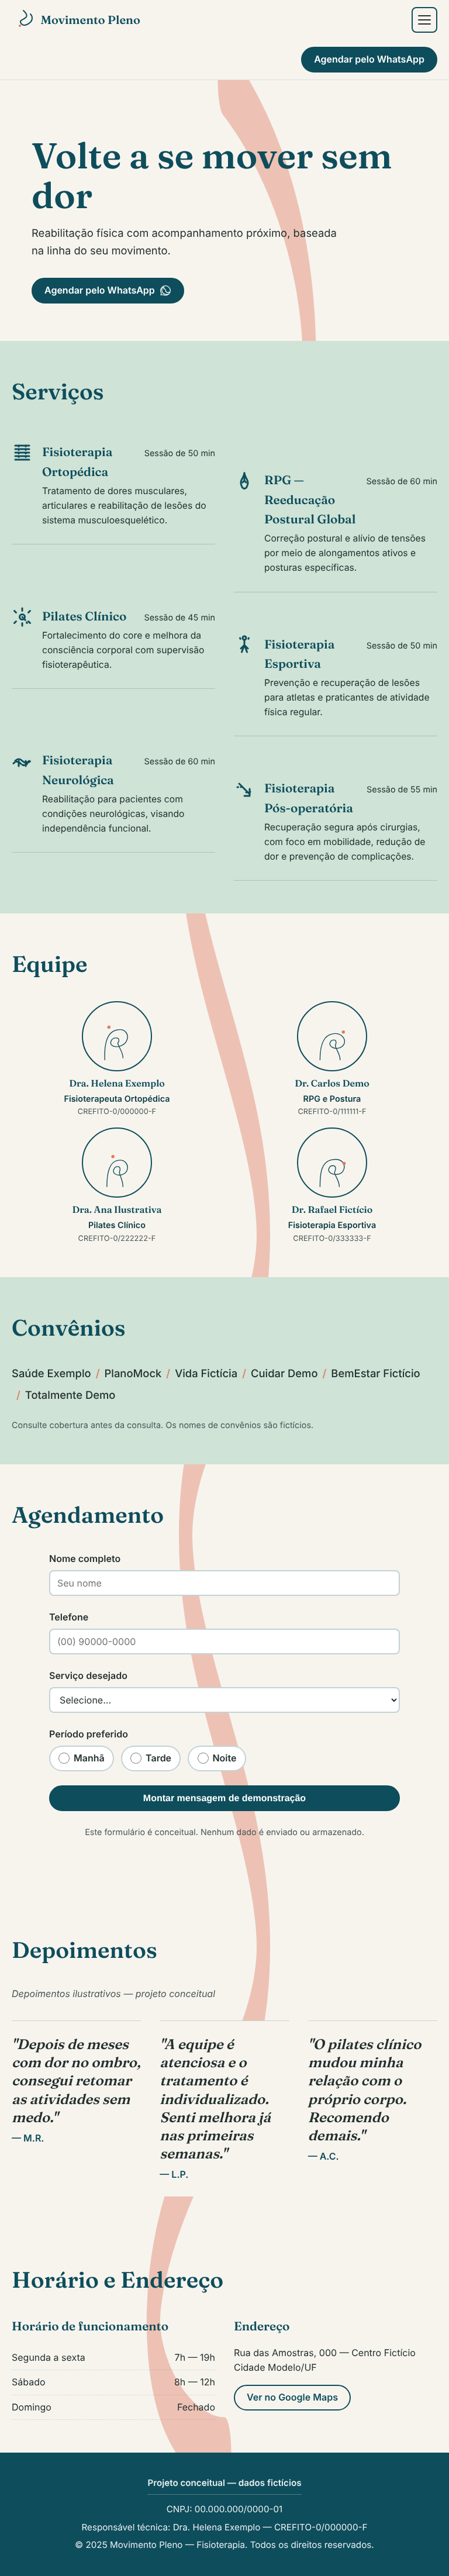 Movimento Pleno
Agendar pelo WhatsApp
Volte a se mover sem
dor
Reabilitação física com acompanhamento próximo, baseada
na linha do seu movimento.
Agendar pelo WhatsApp
Serviços
Fisioterapia
Ortopédica
Sessão de 50 min
Tratamento de dores musculares,
articulares e reabilitação de lesões do
sistema musculoesquelético.
RPG —
Reeducação
Postural Global
Sessão de 60 min
Correção postural e alívio de tensões
por meio de alongamentos ativos e
posturas específicas.
Pilates Clínico
Sessão de 45 min
Fortalecimento do core e melhora da
consciência corporal com supervisão
fisioterapêutica.
Fisioterapia
Esportiva
Sessão de 50 min
Prevenção e recuperação de lesões
para atletas e praticantes de atividade
física regular.
Fisioterapia
Neurológica
Sessão de 60 min
Reabilitação para pacientes com
condições neurológicas, visando
independência funcional.
Fisioterapia
Pós-operatória
Sessão de 55 min
Recuperação segura após cirurgias,
com foco em mobilidade, redução de
dor e prevenção de complicações.
Equipe
Dra. Helena Exemplo
Fisioterapeuta Ortopédica
CREFITO-0/000000-F
Dr. Carlos Demo
RPG e Postura
CREFITO-0/111111-F
Dra. Ana Ilustrativa
Pilates Clínico
CREFITO-0/222222-F
Dr. Rafael Fictício
Fisioterapia Esportiva
CREFITO-0/333333-F
Convênios
Saúde Exemplo / PlanoMock / Vida Fictícia / Cuidar Demo / BemEstar Fictício
/ Totalmente Demo
Consulte cobertura antes da consulta. Os nomes de convênios são fictícios.
Agendamento
Nome completo
Seu nome
Telefone
(00) 90000-0000
Serviço desejado
Selecione...
Período preferido
Manhã Tarde Noite
Montar mensagem de demonstração
Este formulário é conceitual. Nenhum dado é enviado ou armazenado.
Depoimentos
Depoimentos ilustrativos — projeto conceitual
"Depois de meses
com dor no ombro,
consegui retomar
as atividades sem
medo."
— M.R.
"A equipe é
atenciosa e o
tratamento é
individualizado.
Senti melhora já
nas primeiras
semanas."
— L.P.
"O pilates clínico
mudou minha
relação com o
próprio corpo.
Recomendo
demais."
— A.C.
Horário e Endereço
Horário de funcionamento
Segunda a sexta 7h — 19h
Sábado 8h — 12h
Domingo Fechado
Endereço
Rua das Amostras, 000 — Centro Fictício
Cidade Modelo/UF
Ver no Google Maps
Projeto conceitual — dados fictícios
CNPJ: 00.000.000/0000-01
Responsável técnica: Dra. Helena Exemplo — CREFITO-0/000000-F
© 2025 Movimento Pleno — Fisioterapia. Todos os direitos reservados.